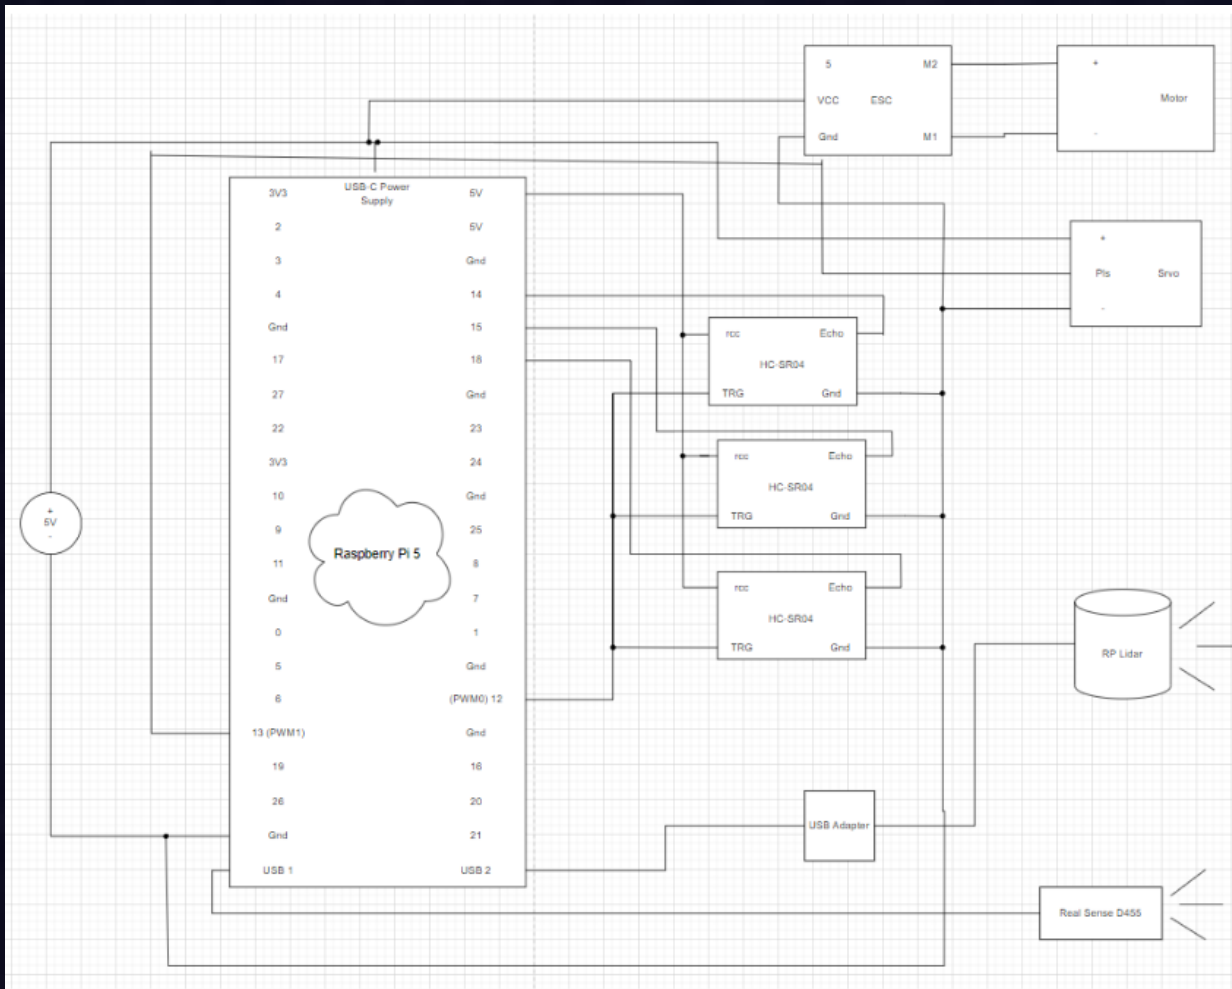 5
M2
VCC
ESC
Gnd
M1
+
Motor
-
USB-C Power
Supply
3V3
5V
2
5V
3
Gnd
4
14
Gnd
15
17
18
27
Gnd
22
23
3V3
24
10
Gnd
9
25
11
8
Gnd
7
0
1
5
Gnd
6
(PWM0) 12
13 (PWM1)
Gnd
19
16
26
20
Gnd
21
USB 1
USB 2
Raspberry Pi 5
+
5V
-
+
Pls
Srvo
-
rcc
Echo
HC-SR04
TRG
Gnd
rcc
Echo
HC-SR04
TRG
Gnd
rcc
Echo
HC-SR04
TRG
Gnd
RP Lidar
USB Adapter
Real Sense D455